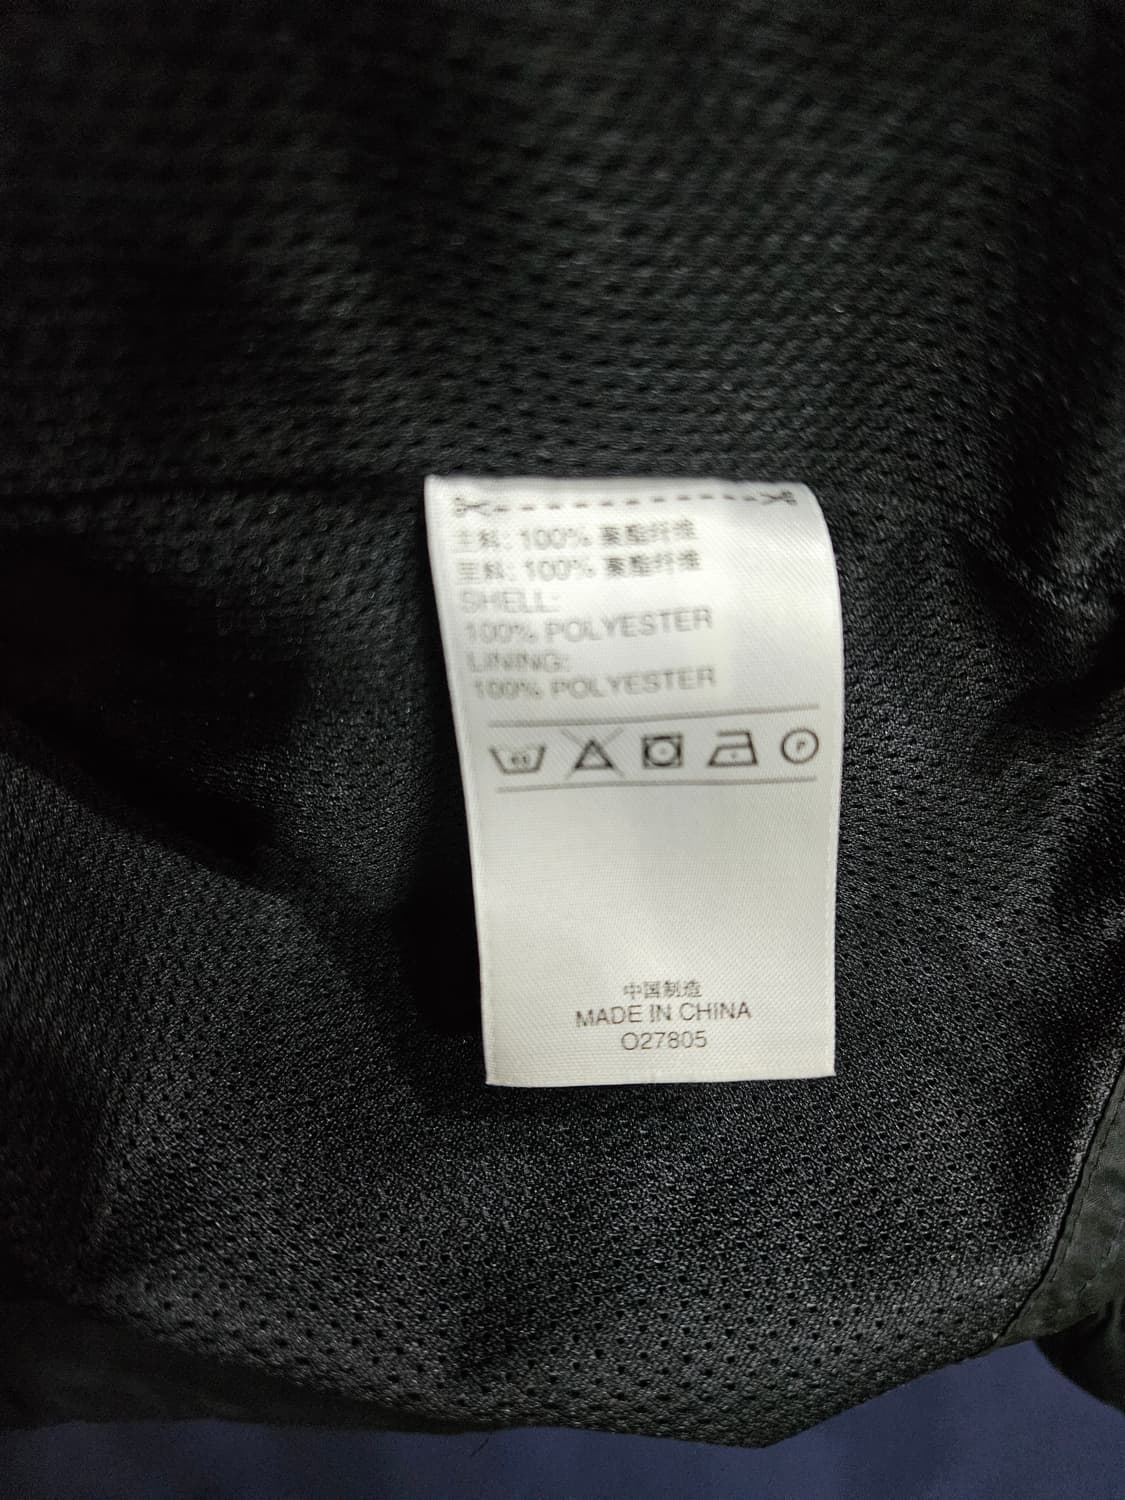 主料: 100% 聚酯纤维
里料: 100% 聚酯纤维
SHELL:
100% POLYESTER
LINING:
100% POLYESTER
P
中国制造
MADE IN CHINA
O27805